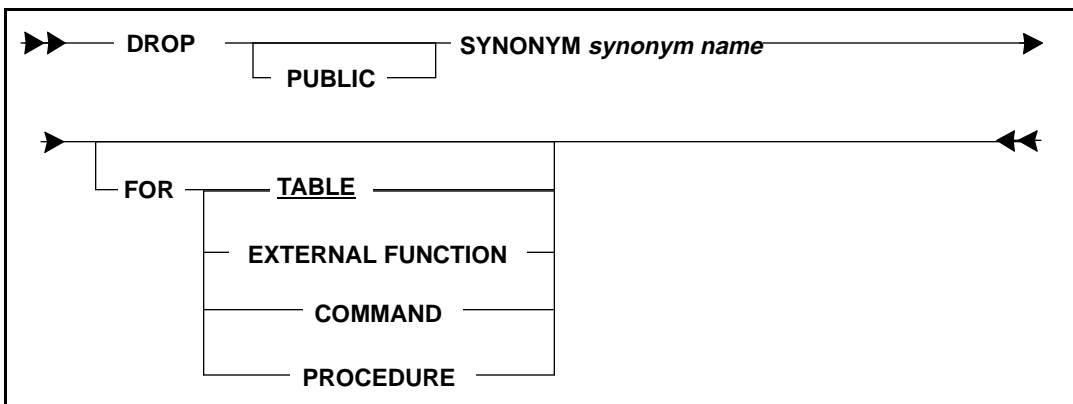 DROP SYNONYM synonym name
PUBLIC
FOR TABLE
EXTERNAL FUNCTION
COMMAND
PROCEDURE